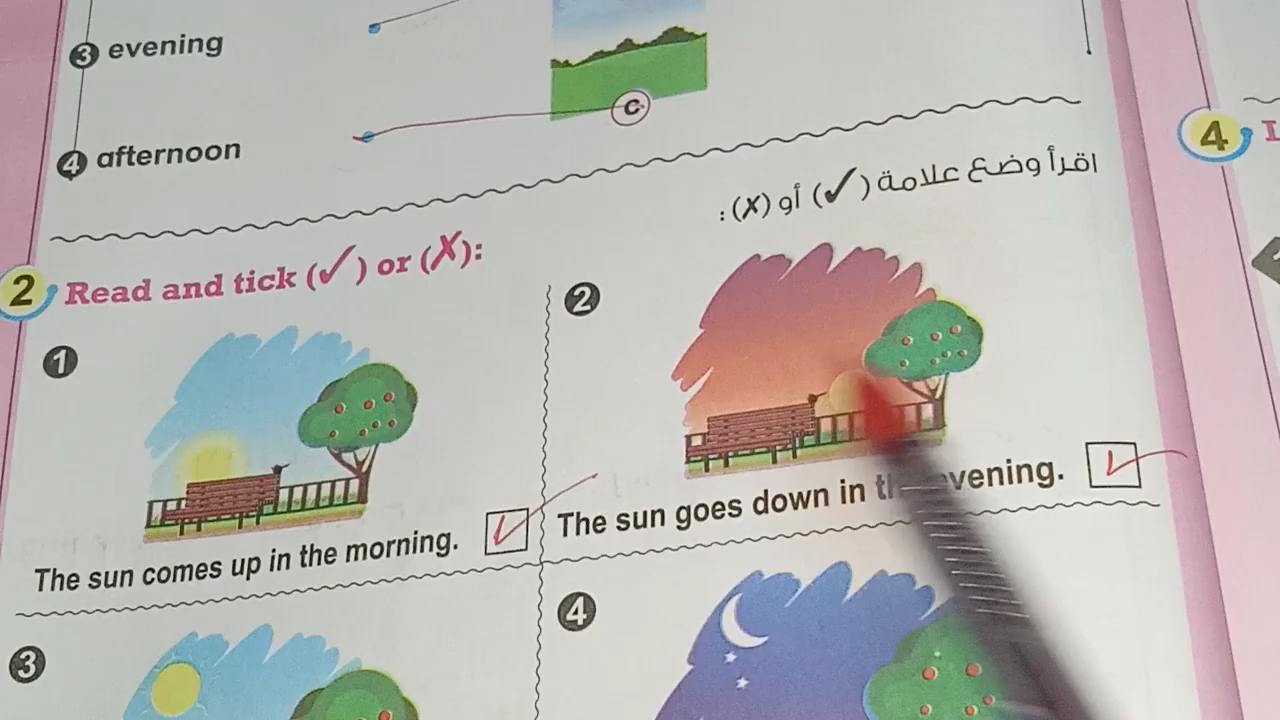 3 evening
C
4 afternoon
اقرأ وضع علامة (✓) أو (X):
4
2 Read and tick (✓) or (X):
1
2
The sun comes up in the morning.
The sun goes down in evening.
3
4